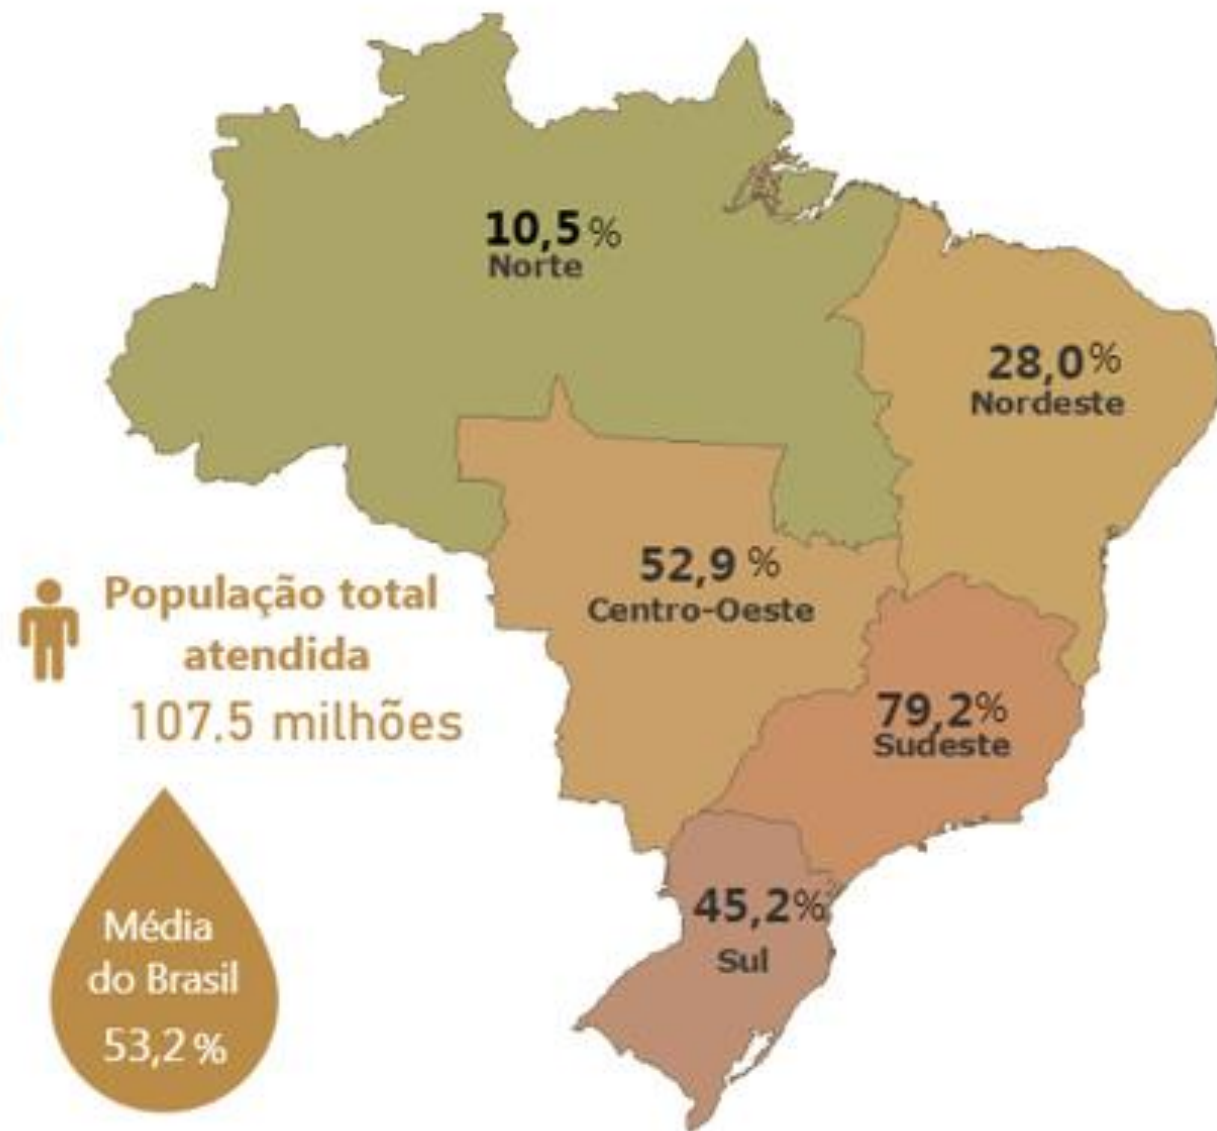 10,5 %
Norte
28,0 %
Nordeste
52,9 %
Centro-Oeste
79,2%
Sudeste
45,2%
Sul
População total
atendida
107,5 milhões
Média
do Brasil
53,2 %